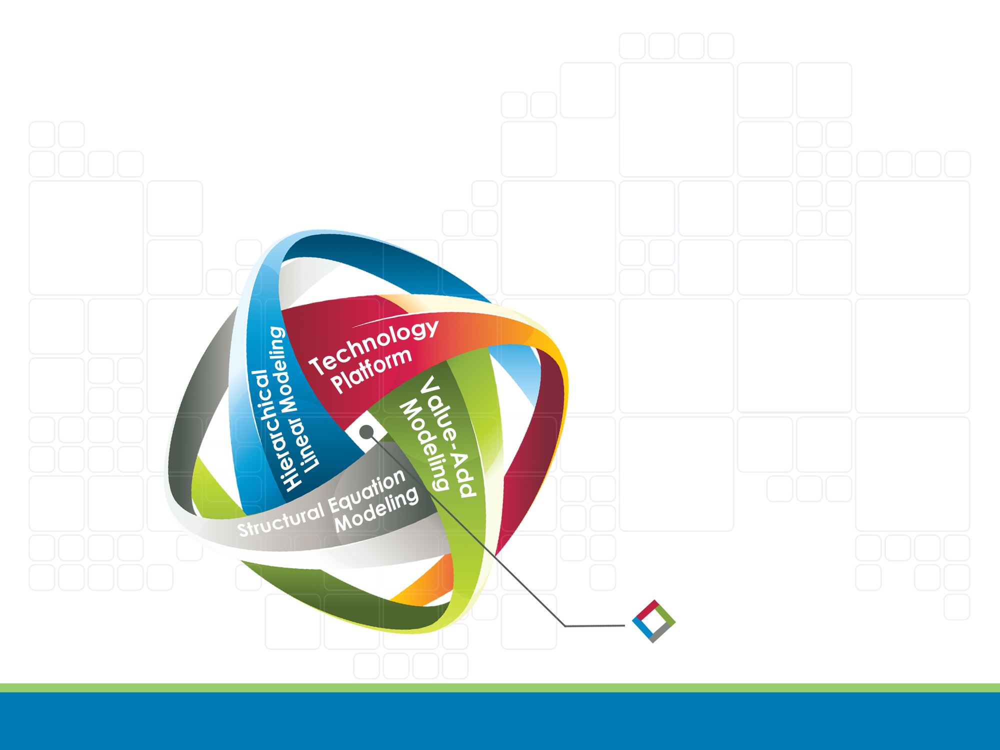 Technology
Platform
Hierarchical
Linear Modeling
Value-Add
Modeling
Structural Equation
Modeling